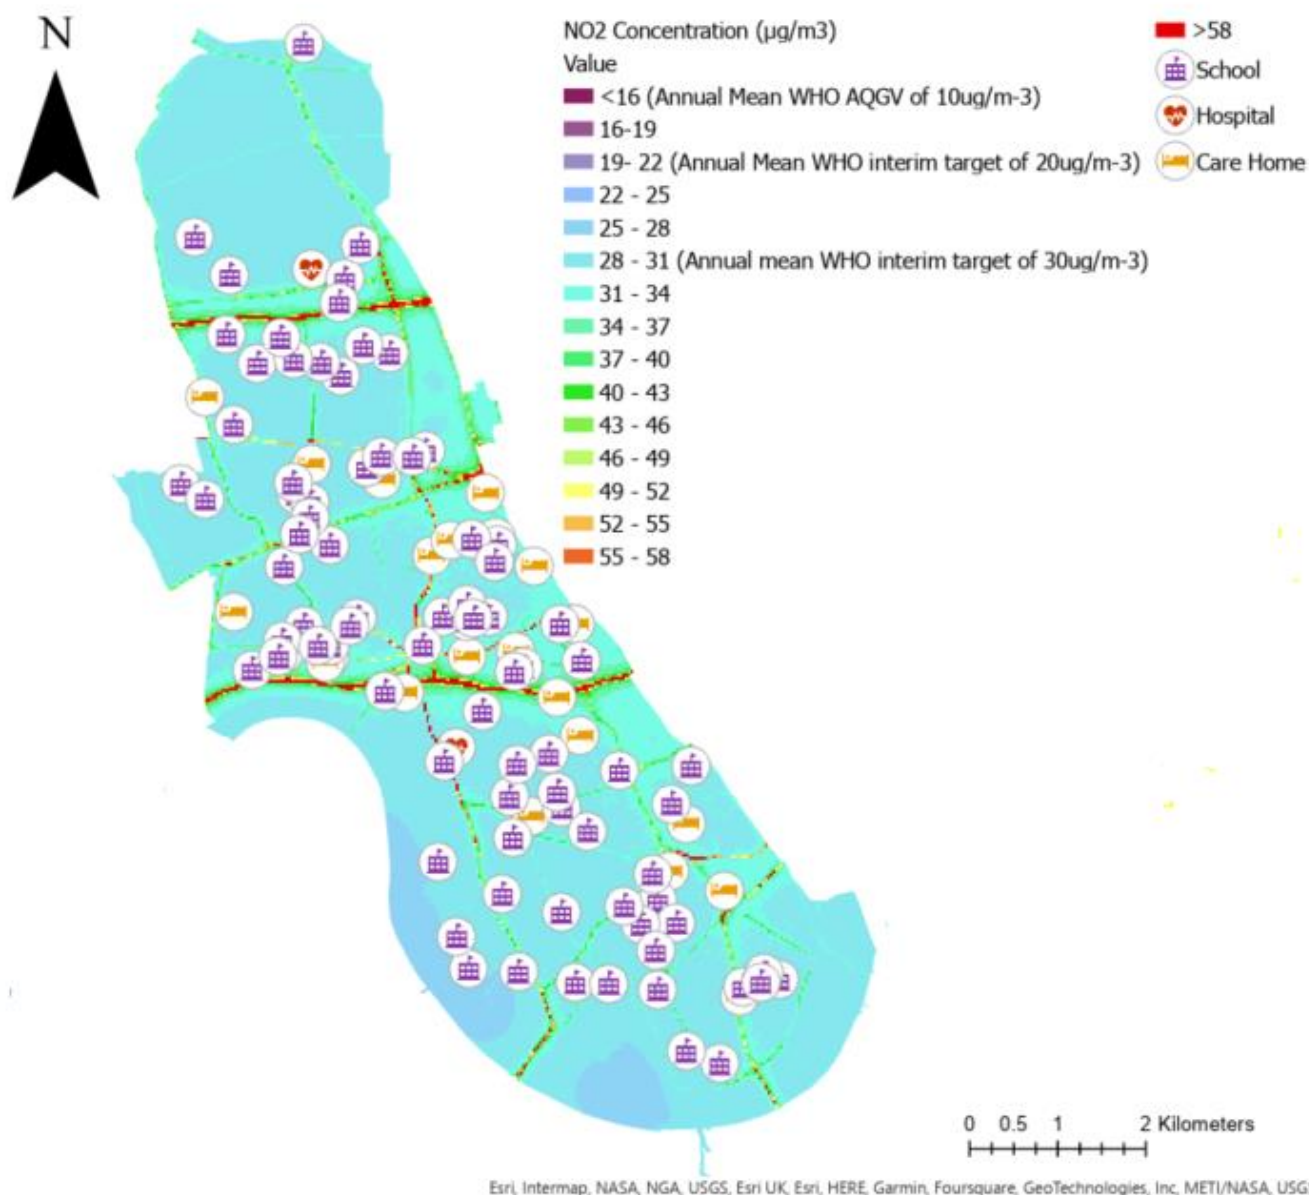 N
NO2 Concentration (µg/m3)
Value
<16 (Annual Mean WHO AQGV of 10ug/m-3)
16-19
19- 22 (Annual Mean WHO interim target of 20ug/m-3)
22 - 25
25 - 28
28 - 31 (Annual mean WHO interim target of 30ug/m-3)
31 - 34
34 - 37
37 - 40
40 - 43
43 - 46
46 - 49
49 - 52
52 - 55
55 - 58
>58
School
Hospital
Care Home
0 0.5 1 2 Kilometers
Esri, Intermap, NASA, NGA, USGS, Esri UK, Esri, HERE, Garmin, Foursquare, GeoTechnologies, Inc, METI/NASA, USG